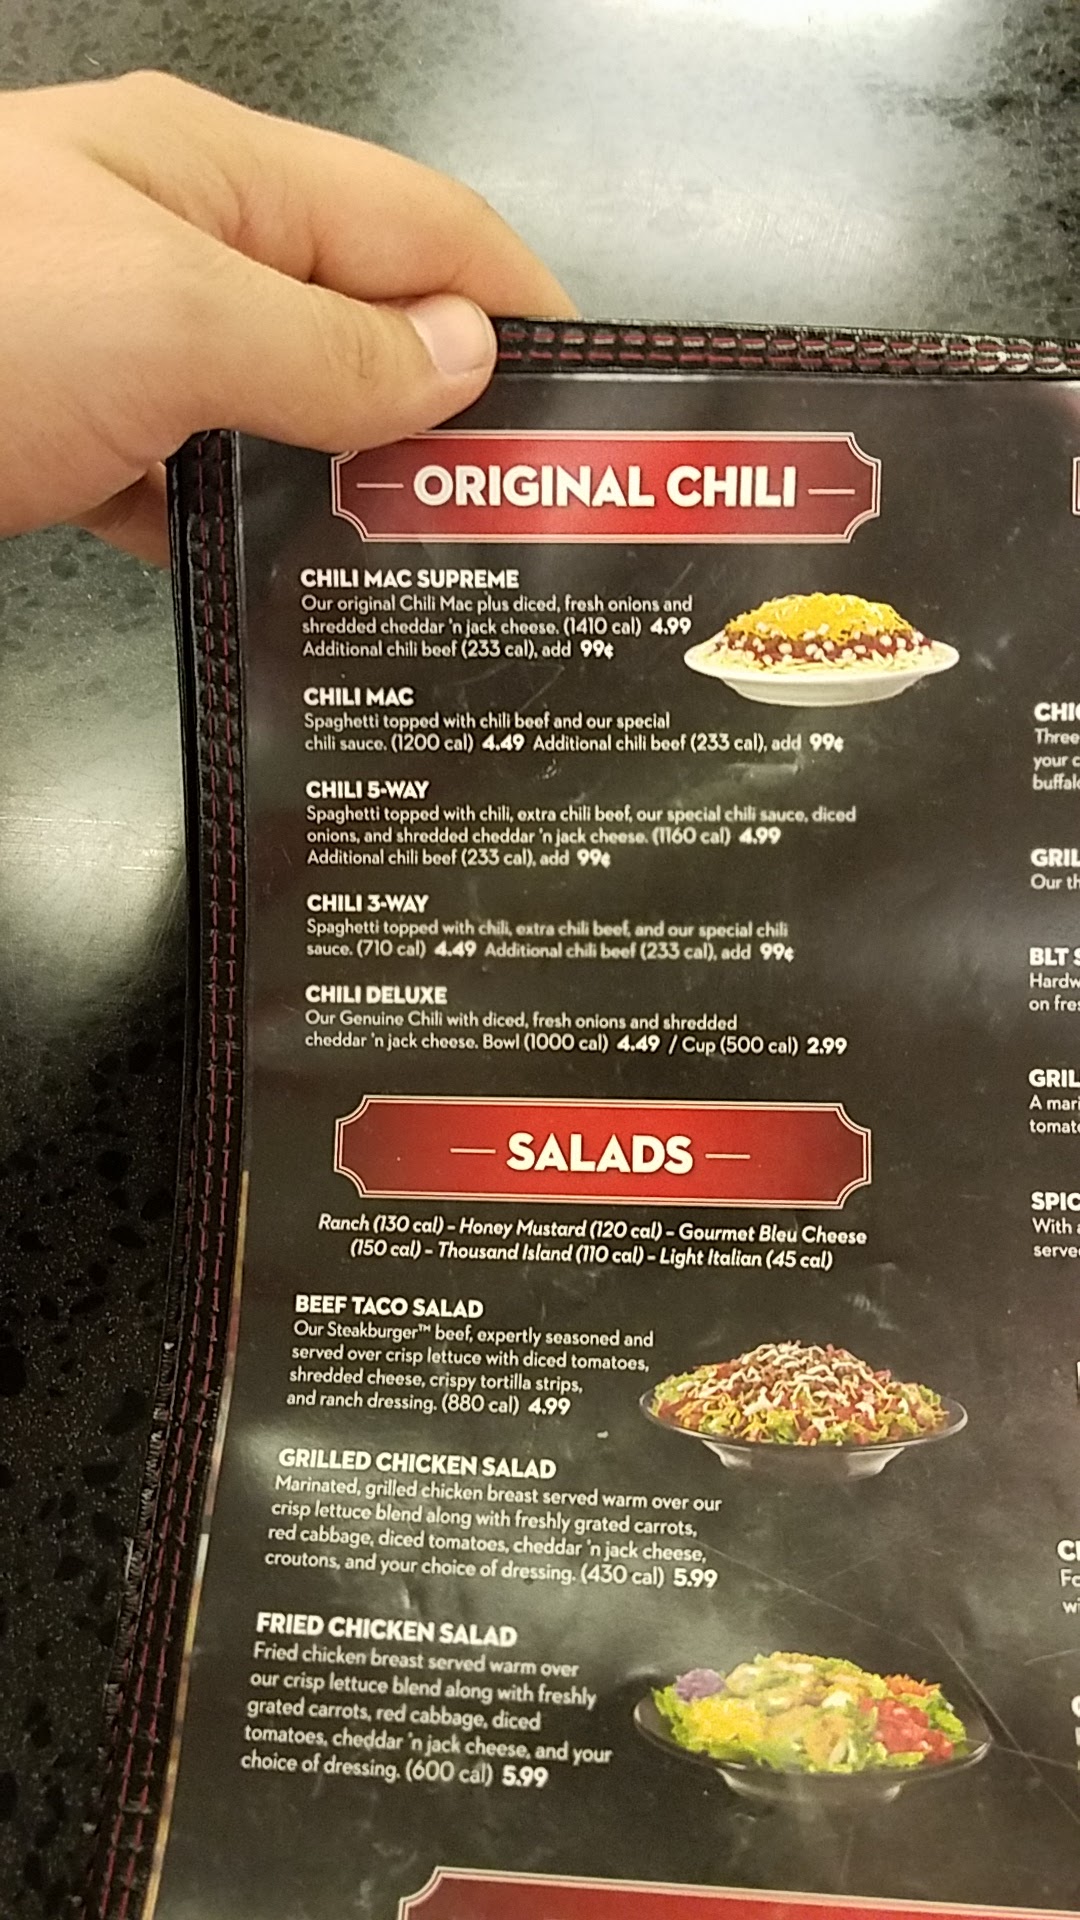 ORIGINAL CHILI
CHILI MAC SUPREME
Our original Chili Mac plus diced, fresh onions and
shredded cheddar 'n jack cheese. (1410 cal) 4.99
Additional chili beef (233 cal), add 99¢
CHILI MAC
Spaghetti topped with chili beef and our special
chili sauce. (1200 cal) 4.49 Additional chili beef (233 cal), add 99¢
CHILI 5-WAY
Spaghetti topped with chili, extra chili beef, our special chili sauce, diced
onions, and shredded cheddar 'n jack cheese. (1160 cal) 4.99
Additional chili beef (233 cal), add 99¢
CHILI 3-WAY
Spaghetti topped with chili, extra chili beef, and our special chili
sauce. (710 cal) 4.49 Additional chili beef (233 cal), add 99¢
CHILI DELUXE
Our Genuine Chili with diced, fresh onions and shredded
cheddar 'n jack cheese. Bowl (1000 cal) 4.49 / Cup (500 cal) 2.99
SALADS
Ranch (130 cal) - Honey Mustard (120 cal) - Gourmet Bleu Cheese
(150 cal) - Thousand Island (110 cal) - Light Italian (45 cal)
BEEF TACO SALAD
Our Steakburger™ beef, expertly seasoned and
served over crisp lettuce with diced tomatoes,
shredded cheese, crispy tortilla strips,
and ranch dressing. (880 cal) 4.99
GRILLED CHICKEN SALAD
Marinated, grilled chicken breast served warm over our
crisp lettuce blend along with freshly grated carrots,
red cabbage, diced tomatoes, cheddar 'n jack cheese,
croutons, and your choice of dressing. (430 cal) 5.99
FRIED CHICKEN SALAD
Fried chicken breast served warm over
our crisp lettuce blend along with freshly
grated carrots, red cabbage, diced
tomatoes, cheddar 'n jack cheese, and your
choice of dressing. (600 cal) 5.99
Three
your
Our
BLT
on
A
With